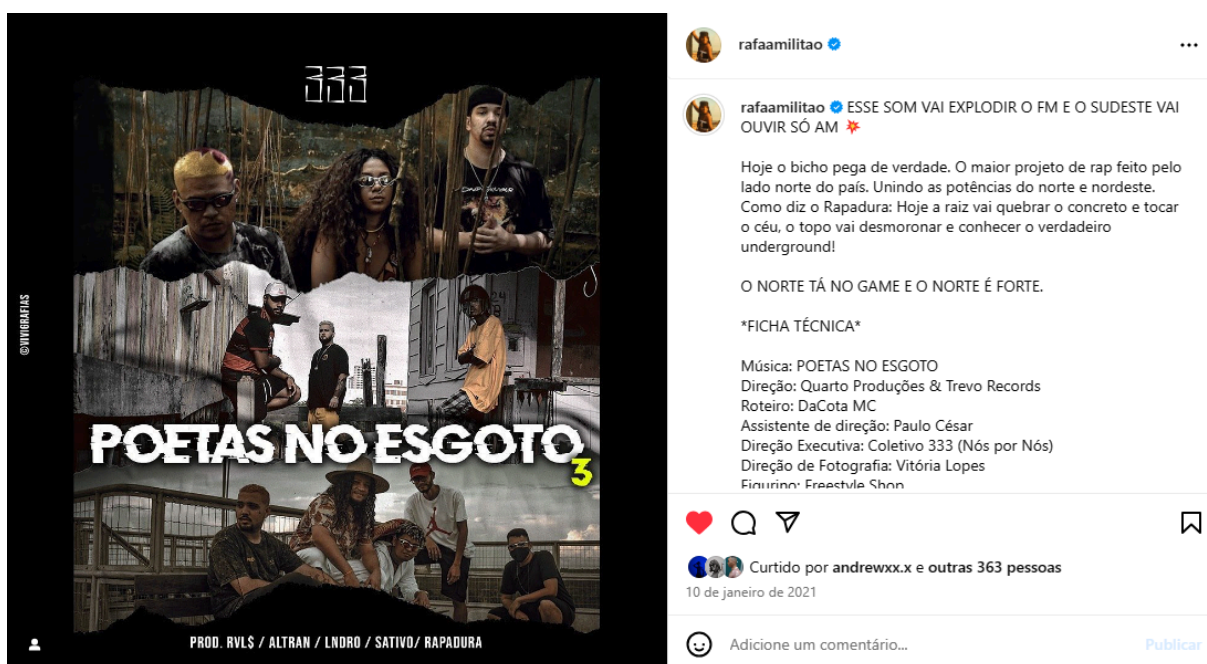 333
©VIVIGRAFIAS
POETAS NO ESGOTO
3
PROD. RVL$ / ALTRAN / LNDRO / SATIVO/ RAPADURA
rafaamilitao
rafaamilitao ESSE SOM VAI EXPLODIR O FM E O SUDESTE VAI
OUVIR SÓ AM 💥
Hoje o bicho pega de verdade. O maior projeto de rap feito pelo
lado norte do país. Unindo as potências do norte e nordeste.
Como diz o Rapadura: Hoje a raiz vai quebrar o concreto e tocar
o céu, o topo vai desmoronar e conhecer o verdadeiro
underground!
O NORTE TÁ NO GAME E O NORTE É FORTE.
*FICHA TÉCNICA*
Música: POETAS NO ESGOTO
Direção: Quarto Produções & Trevo Records
Roteiro: DaCota MC
Assistente de direção: Paulo César
Direção Executiva: Coletivo 333 (Nós por Nós)
Direção de Fotografia: Vitória Lopes
Figurino: Freestyle Shop
Curtido por andrewxx.x e outras 363 pessoas
10 de janeiro de 2021
Adicione um comentário...
Publicar